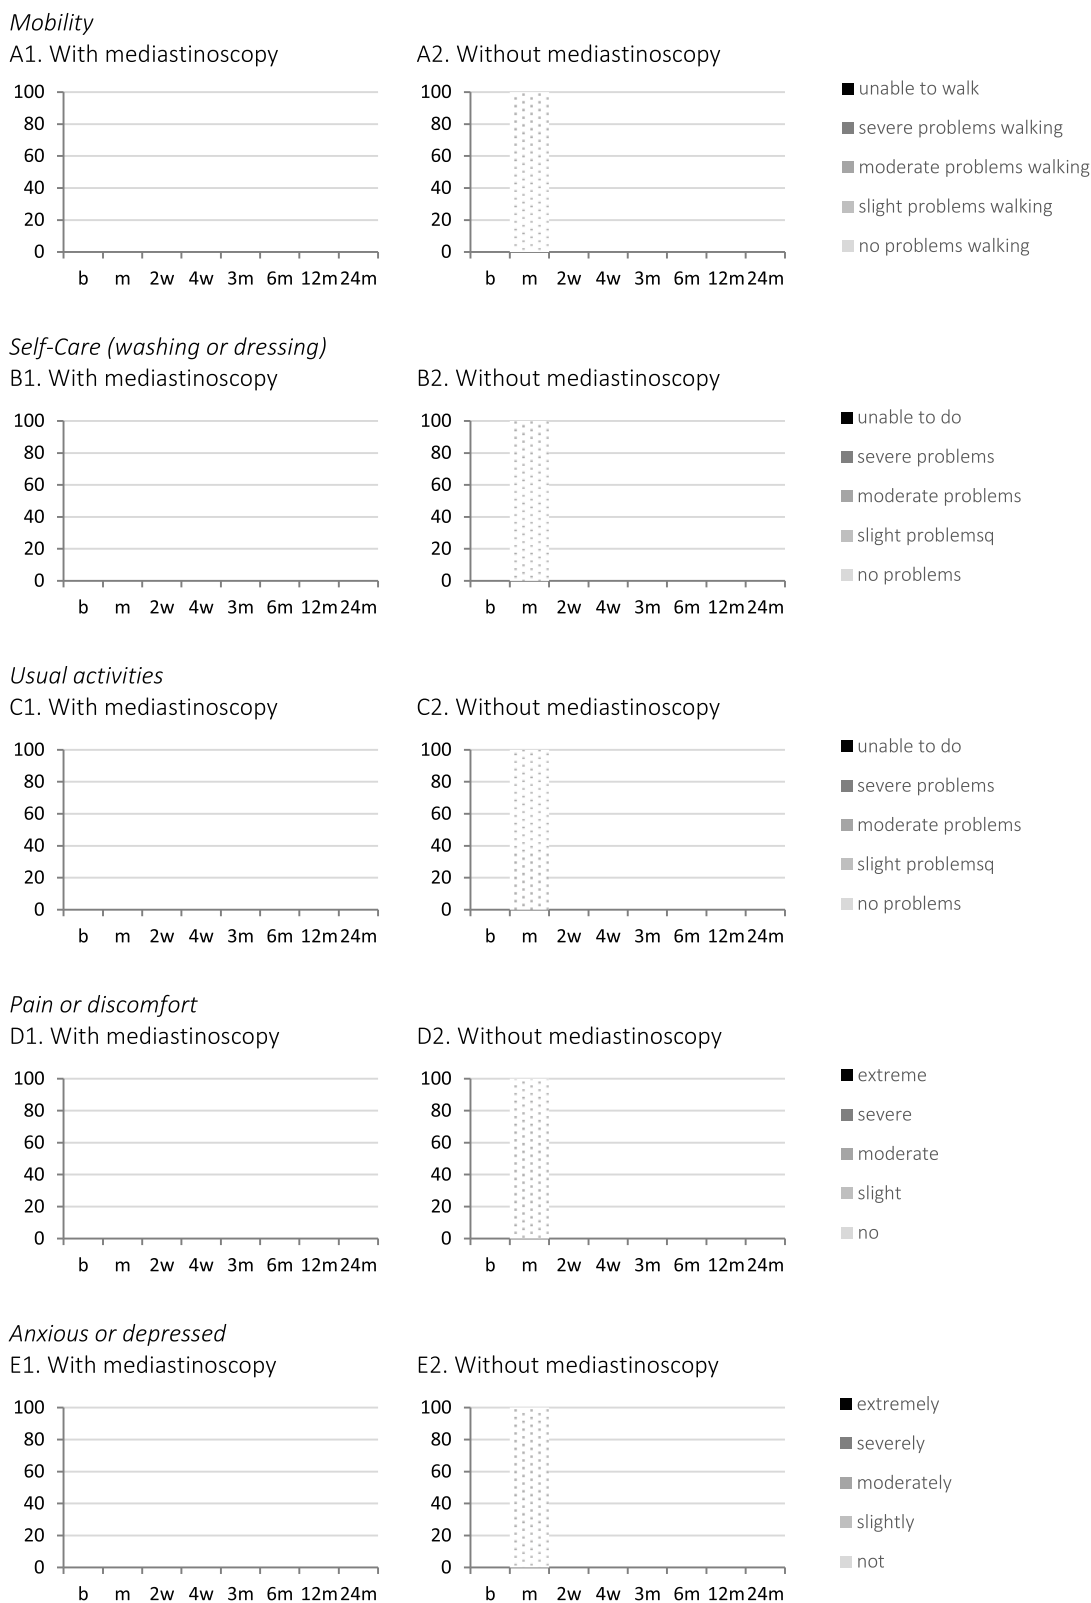 Mobility
A1. With mediastinoscopy
A2. Without mediastinoscopy
100
80
60
40
20
0
b m 2w 4w 3m 6m 12m 24m
100
80
60
40
20
0
b m 2w 4w 3m 6m 12m 24m
unable to walk
severe problems walking
moderate problems walking
slight problems walking
no problems walking
Self-Care (washing or dressing)
B1. With mediastinoscopy
B2. Without mediastinoscopy
100
80
60
40
20
0
b m 2w 4w 3m 6m 12m 24m
100
80
60
40
20
0
b m 2w 4w 3m 6m 12m 24m
unable to do
severe problems
moderate problems
slight problemsq
no problems
Usual activities
C1. With mediastinoscopy
C2. Without mediastinoscopy
100
80
60
40
20
0
b m 2w 4w 3m 6m 12m 24m
100
80
60
40
20
0
b m 2w 4w 3m 6m 12m 24m
unable to do
severe problems
moderate problems
slight problemsq
no problems
Pain or discomfort
D1. With mediastinoscopy
D2. Without mediastinoscopy
100
80
60
40
20
0
b m 2w 4w 3m 6m 12m 24m
100
80
60
40
20
0
b m 2w 4w 3m 6m 12m 24m
extreme
severe
moderate
slight
no
Anxious or depressed
E1. With mediastinoscopy
E2. Without mediastinoscopy
100
80
60
40
20
0
b m 2w 4w 3m 6m 12m 24m
100
80
60
40
20
0
b m 2w 4w 3m 6m 12m 24m
extremely
severely
moderately
slightly
not